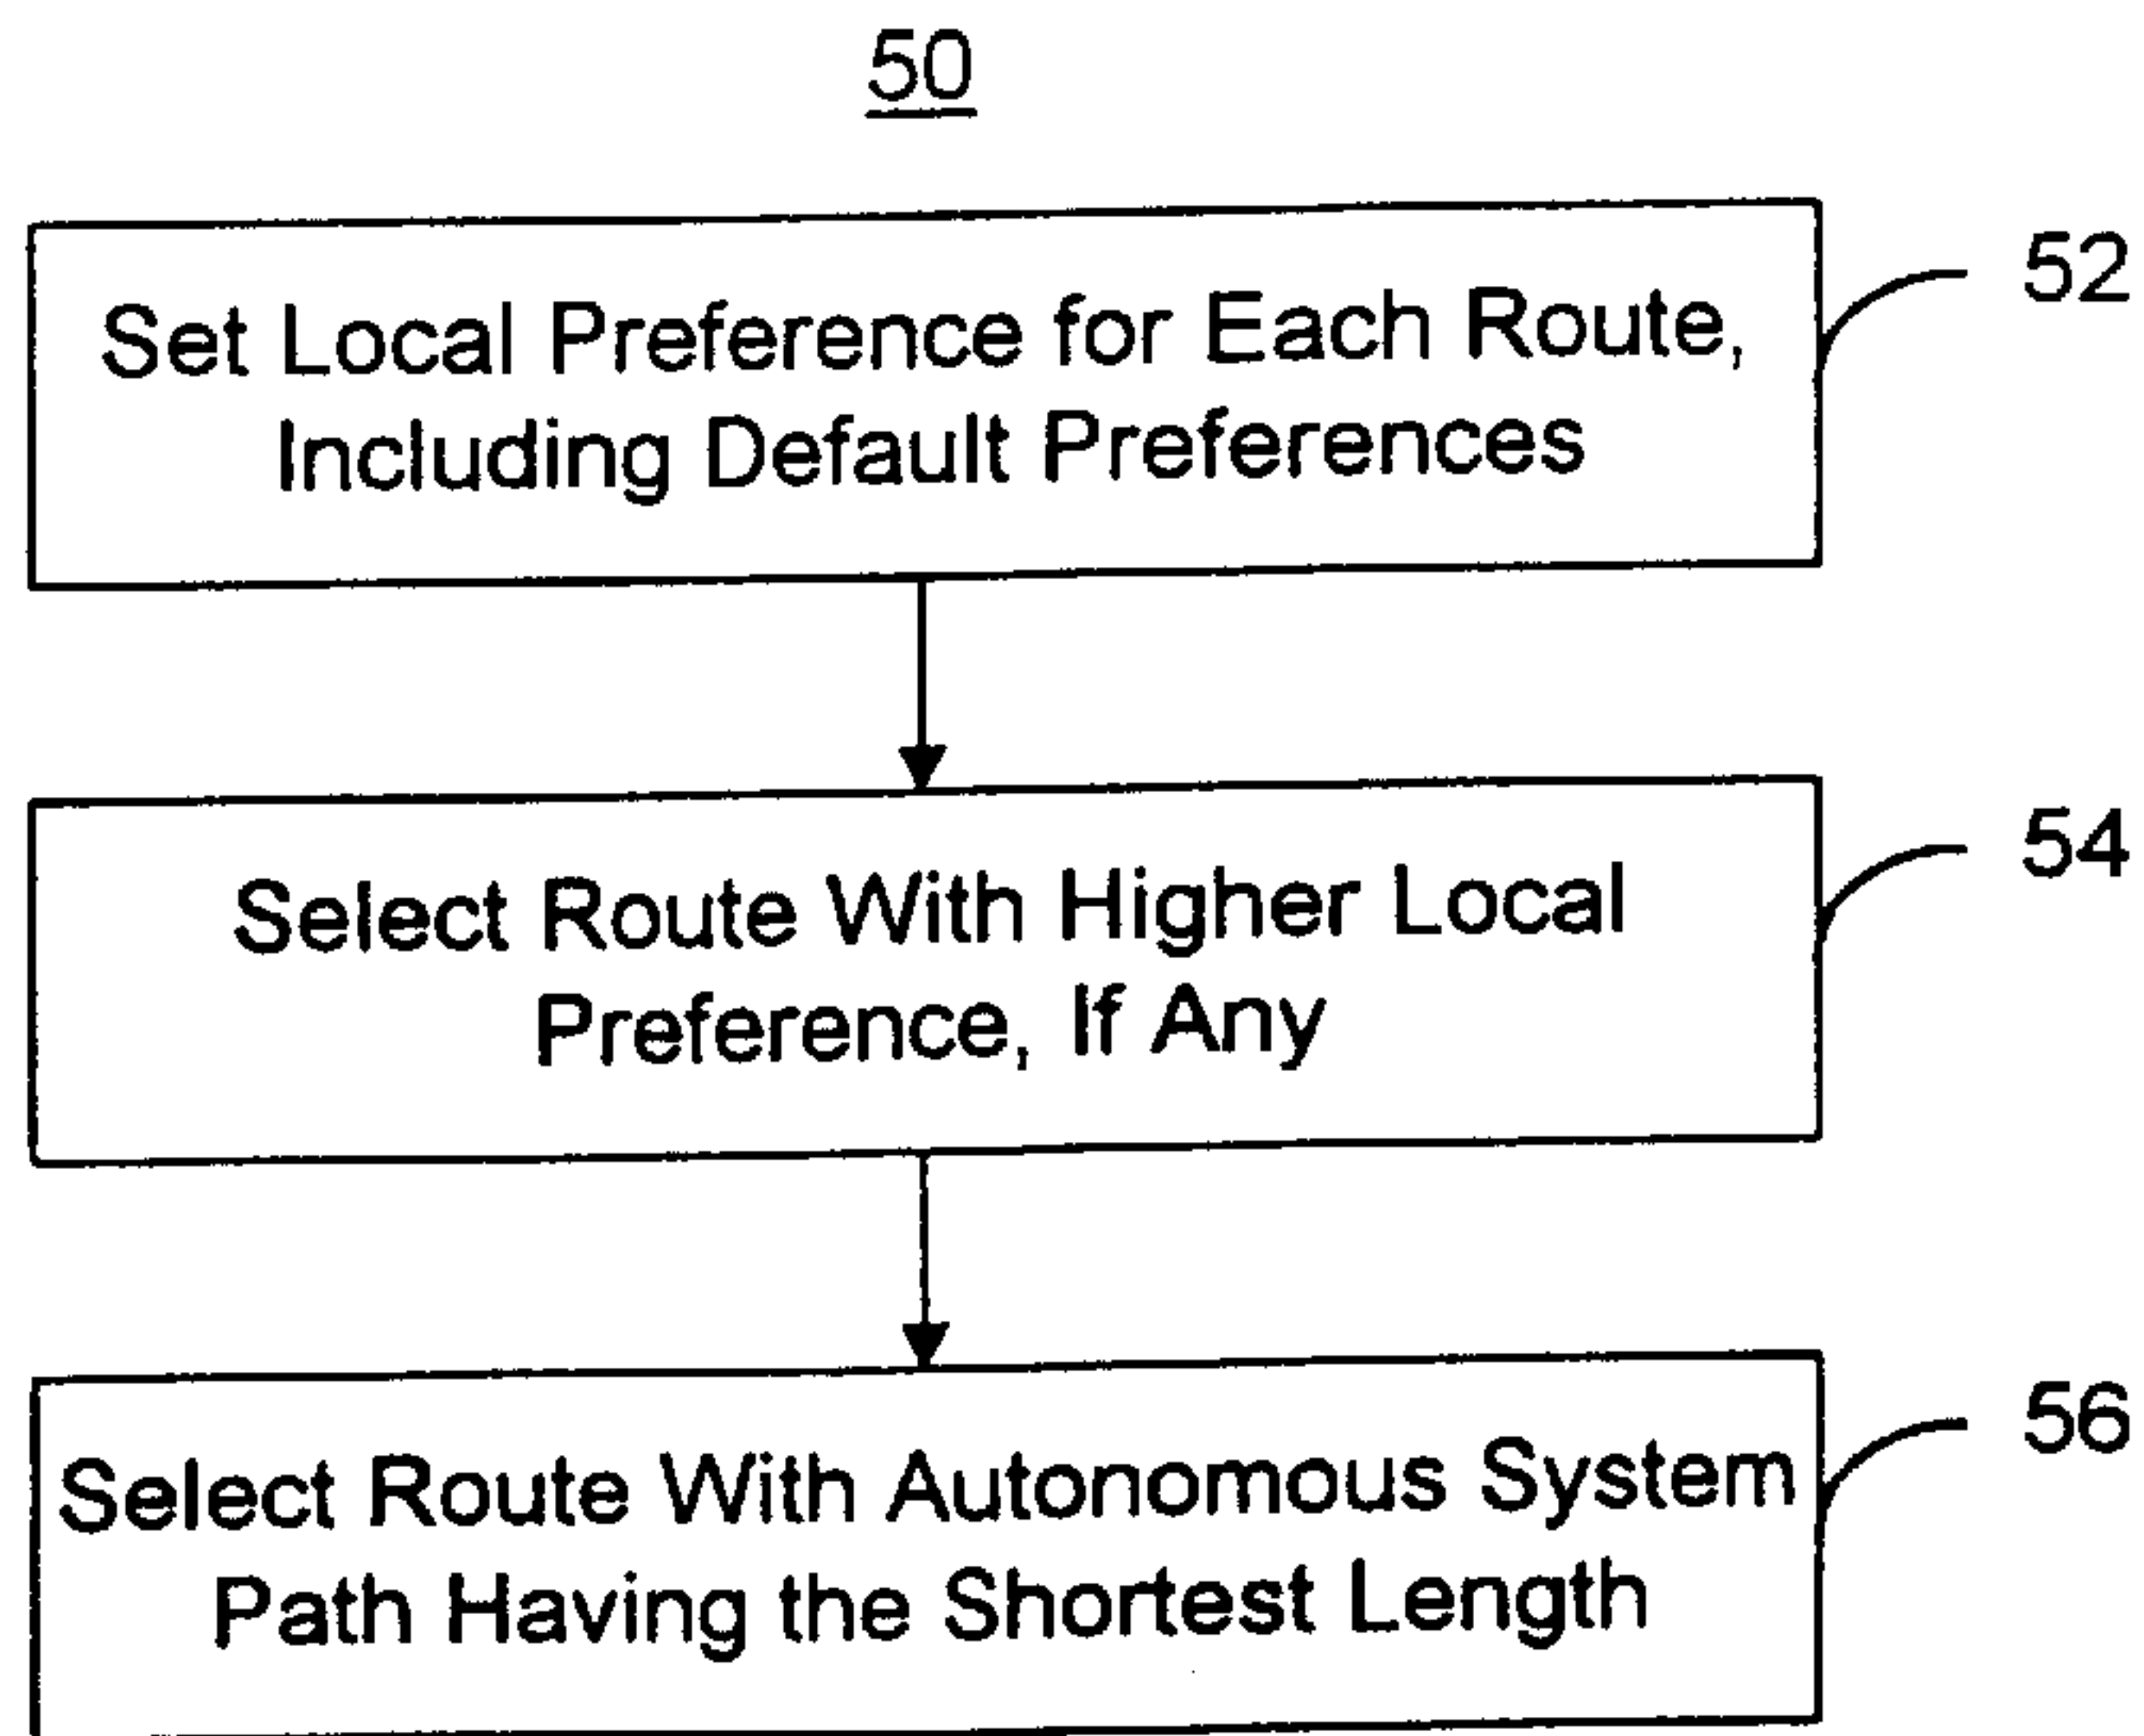 50
Set Local Preference for Each Route,
Including Default Preferences
52
Select Route With Higher Local
Preference, If Any
54
Select Route With Autonomous System
Path Having the Shortest Length
56